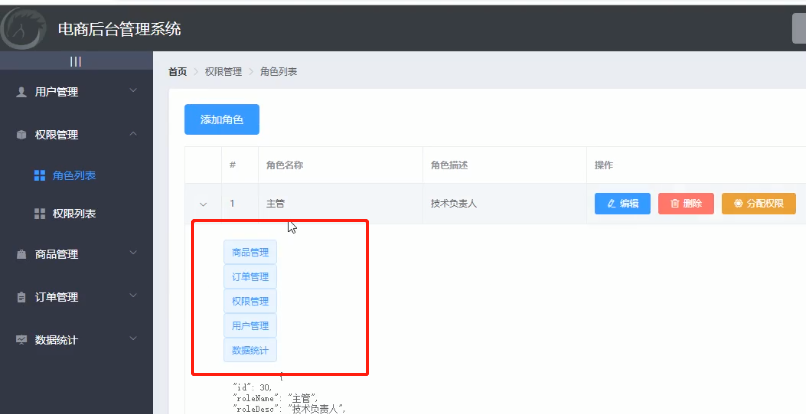 电商后台管理系统
|||
首页 > 权限管理 > 角色列表
用户管理
权限管理
角色列表
权限列表
商品管理
订单管理
数据统计
添加角色
# 角色名称 角色描述 操作
1 主管 技术负责人 编辑 删除 分配权限
商品管理
订单管理
权限管理
用户管理
数据统计
{
"id": 30,
"roleName": "主管",
"roleDesc": "技术负责人",